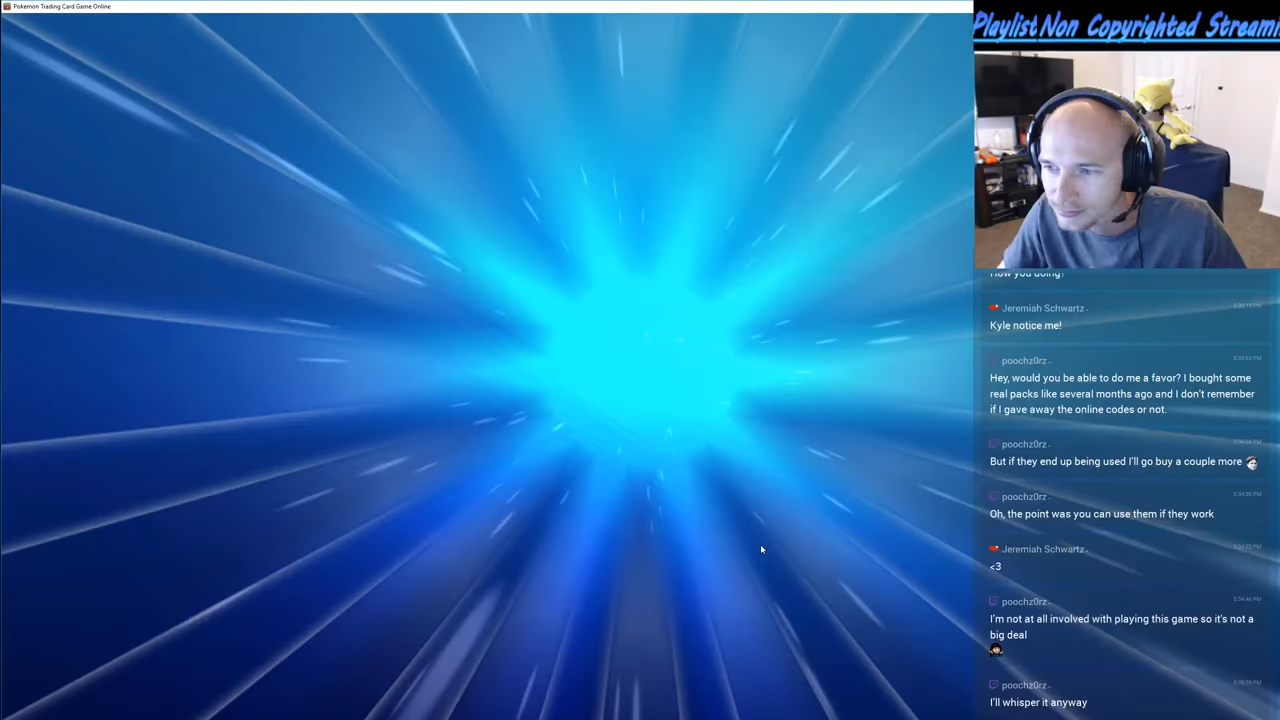 Pokemon Trading Card Game Online
Playlist Non Copyrighted Streami
How you doing?
Jeremiah Schwartz
Kyle notice me!
poochz0rz
Hey, would you be able to do me a favor? I bought some
real packs like several months ago and I don't remember
if I gave away the online codes or not.
poochz0rz
But if they end up being used I'll go buy a couple more
poochz0rz
Oh, the point was you can use them if they work
Jeremiah Schwartz
<3
poochz0rz
I'm not at all involved with playing this game so it's not a
big deal
poochz0rz
I'll whisper it anyway